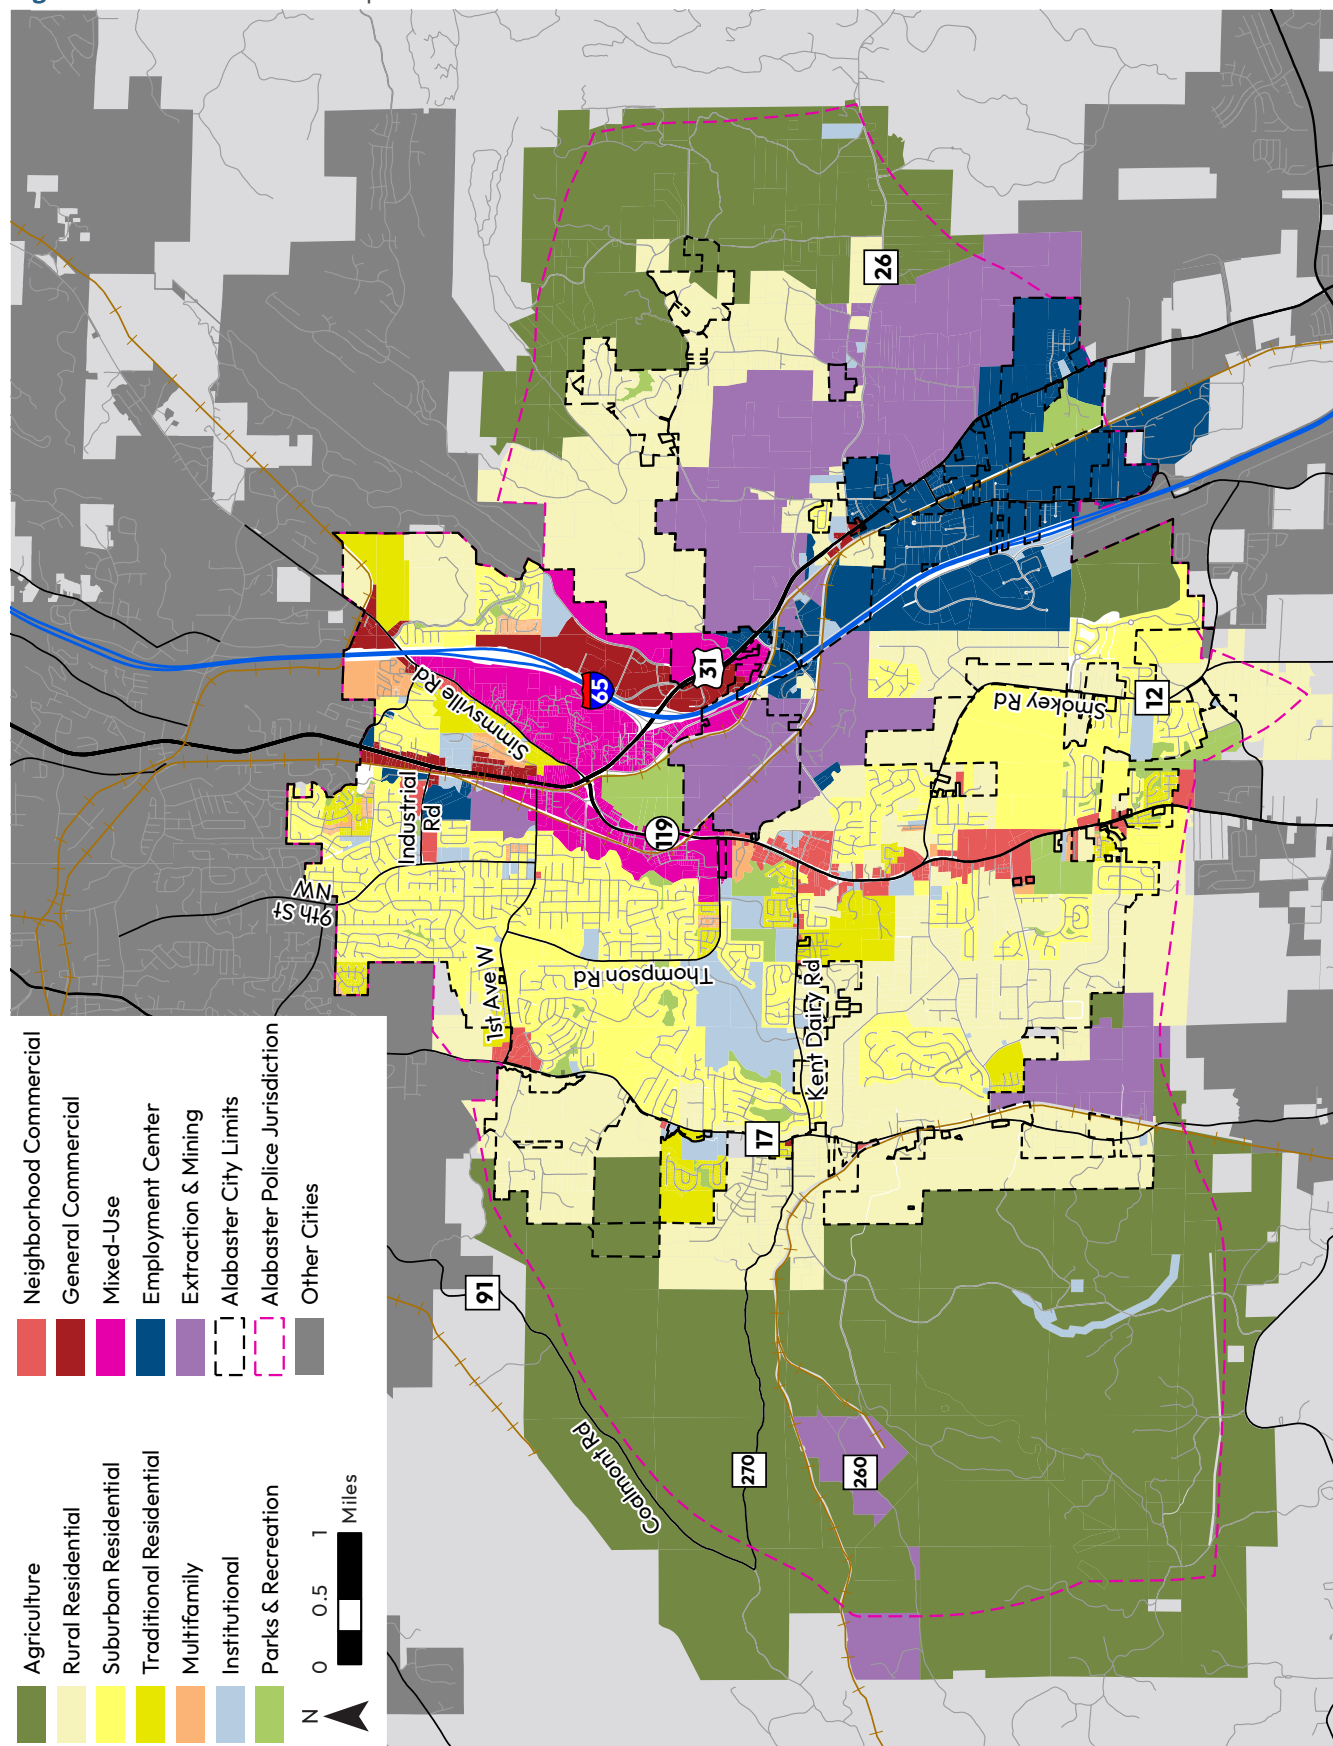 Agriculture
Rural Residential
Suburban Residential
Traditional Residential
Multifamily
Institutional
Parks & Recreation
Neighborhood Commercial
General Commercial
Mixed-Use
Employment Center
Extraction & Mining
Alabaster City Limits
Alabaster Police Jurisdiction
Other Cities
N
0 0.5 1
Miles
Coalmont Rd
91
270
260
17
1st Ave W
Thompson Rd
Kent Dairy Rd
9th St
NW
Industrial
Rd
Simmsville Rd
119
65
31
26
Smokey Rd
12